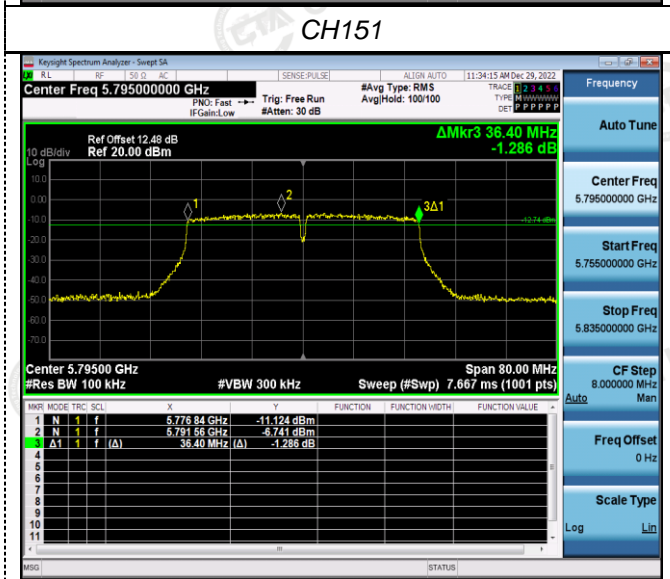 CTA
CH151
Keysight Spectrum Analyzer - Swept SA
RL RF 50 Ω AC SENSE:PULSE ALIGN AUTO 11:34:15 AM Dec 29, 2022
Center Freq 5.795000000 GHz
PNO: Fast
IFGain:Low
Trig: Free Run
#Atten: 30 dB
#Avg Type: RMS
Avg|Hold: 100/100
TRACE 1 2 3 4 5 6
TYPE M W W W W W
DET P P P P P P
10 dB/div
Log
Ref Offset 12.48 dB
Ref 20.00 dBm
ΔMkr3 36.40 MHz
-1.286 dB
10.0
0.00
-10.0
-20.0
-30.0
-40.0
-50.0
-60.0
-70.0
1
2
3Δ1
-12.74 dBm
Center 5.79500 GHz Span 80.00 MHz
#Res BW 100 kHz #VBW 300 kHz Sweep (#Swp) 7.667 ms (1001 pts)
MKR MODE TRC SCL X Y FUNCTION FUNCTION WIDTH FUNCTION VALUE
1 N 1 f 5.776 84 GHz -11.124 dBm
2 N 1 f 5.791 56 GHz -6.741 dBm
3 Δ1 1 f (Δ) 36.40 MHz (Δ) -1.286 dB
4
5
6
7
8
9
10
11
MSG STATUS
Frequency
Auto Tune
Center Freq
5.795000000 GHz
Start Freq
5.755000000 GHz
Stop Freq
5.835000000 GHz
CF Step
8.000000 MHz
Auto Man
Freq Offset
0 Hz
Scale Type
Log Lin